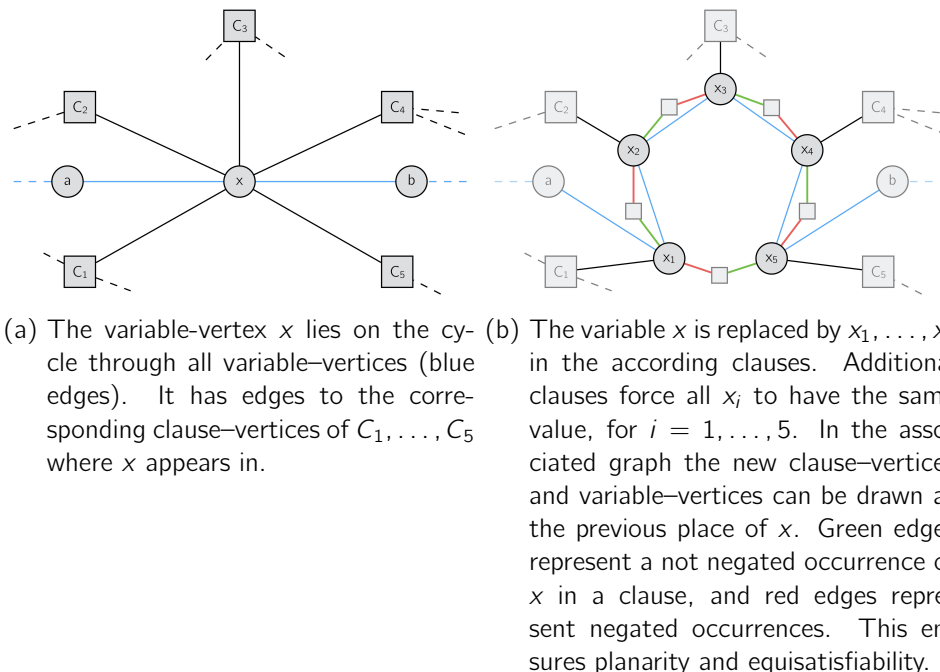 C₃
C₃
C₂
C₄
C₂
x₃
C₄
x₂
x₄
a
x
b
a
b
C₁
C₅
C₁
x₁
x₅
C₅
(a) The variable-vertex x lies on the cy-
cle through all variable–vertices (blue
edges). It has edges to the corre-
sponding clause–vertices of C₁, . . . , C₅
where x appears in.
(b) The variable x is replaced by x₁, . . . , x
in the according clauses. Additiona
clauses force all xᵢ to have the sam
value, for i = 1, . . . , 5. In the asso
ciated graph the new clause–vertice
and variable–vertices can be drawn a
the previous place of x. Green edge
represent a not negated occurrence o
x in a clause, and red edges repre
sent negated occurrences. This en
sures planarity and equisatisfiability.